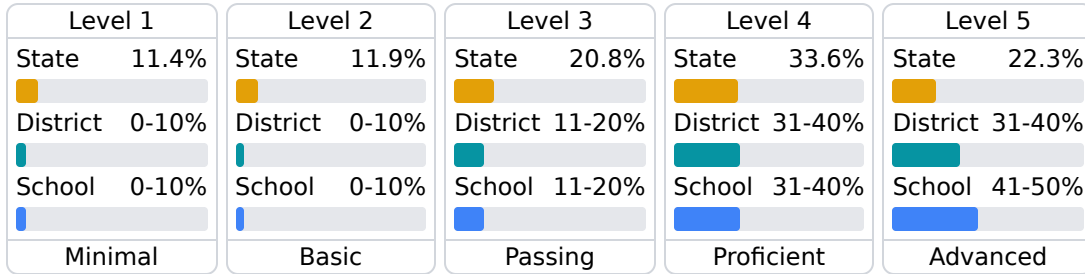 Level 1
State 11.4%
District 0-10%
School 0-10%
Minimal
Level 2
State 11.9%
District 0-10%
School 0-10%
Basic
Level 3
State 20.8%
District 11-20%
School 11-20%
Passing
Level 4
State 33.6%
District 31-40%
School 31-40%
Proficient
Level 5
State 22.3%
District 31-40%
School 41-50%
Advanced